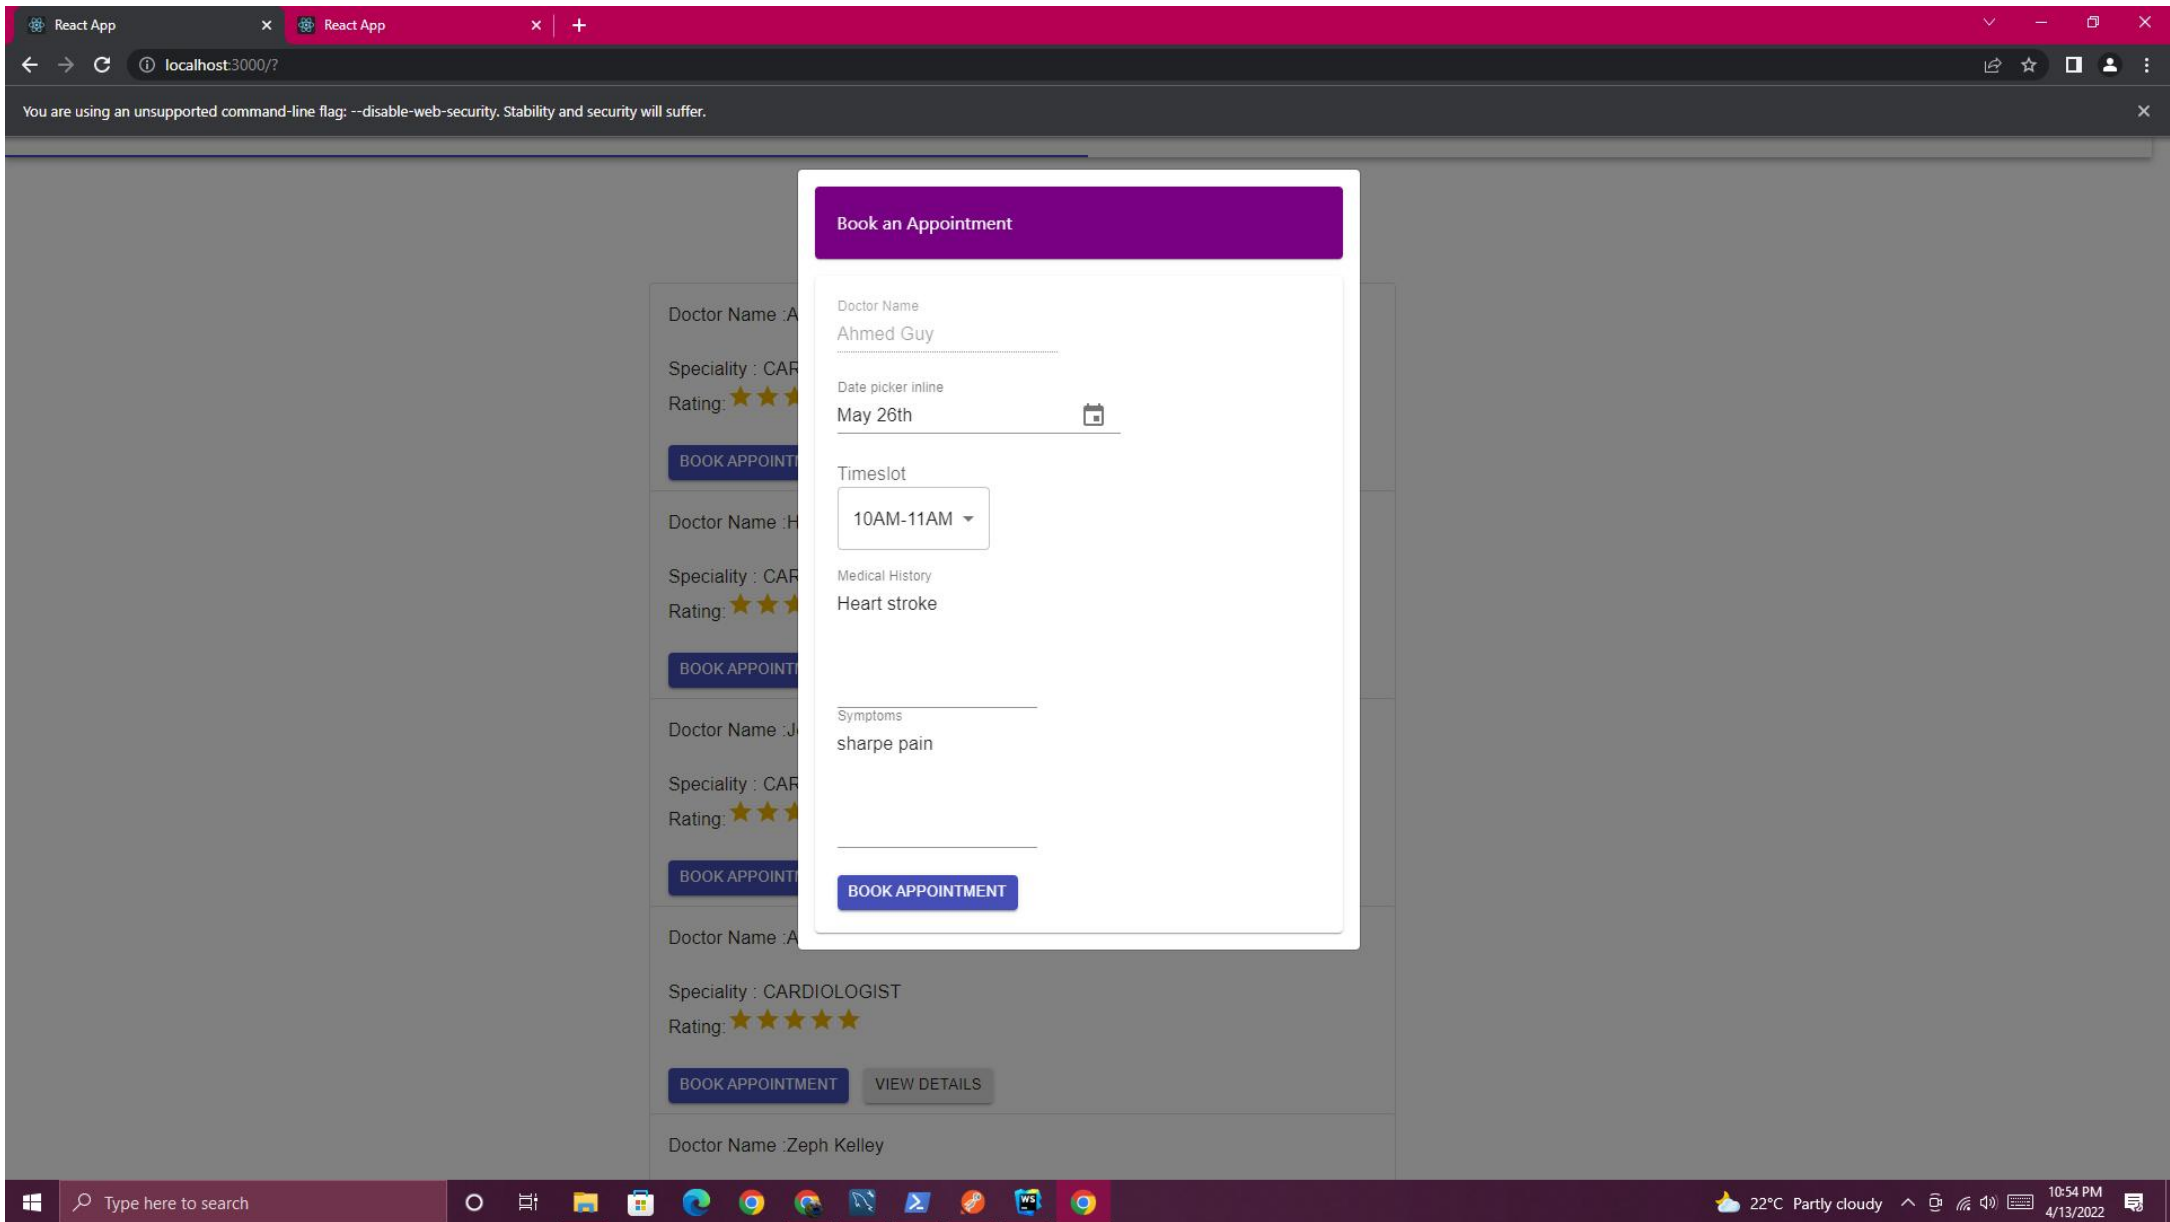 React App
React App
localhost:3000/?
You are using an unsupported command-line flag: --disable-web-security. Stability and security will suffer.
Book an Appointment
Doctor Name
Ahmed Guy
Date picker inline
May 26th
Timeslot
10AM-11AM
Medical History
Heart stroke
Symptoms
sharpe pain
BOOK APPOINTMENT
Doctor Name :A
Speciality : CAR
Rating:
BOOK APPOINT
Doctor Name :H
Speciality : CAR
Rating:
BOOK APPOINT
Doctor Name :J
Speciality : CAR
Rating:
BOOK APPOINT
Doctor Name :A
Speciality : CARDIOLOGIST
Rating:
BOOK APPOINTMENT VIEW DETAILS
Doctor Name :Zeph Kelley
Type here to search
WS
22°C Partly cloudy
10:54 PM
4/13/2022